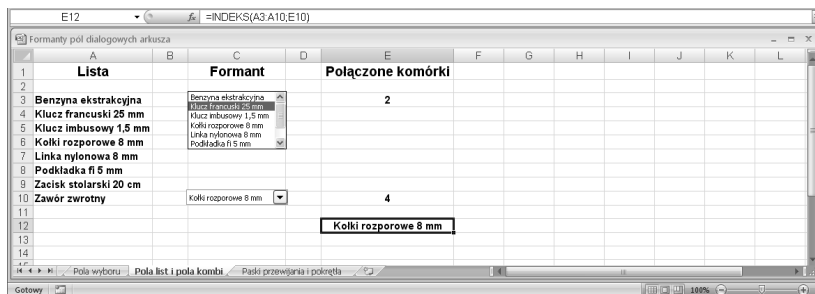 E12 fx =INDEKS(A3:A10;E10)
Formanty pól dialogowych arkusza
A B C D E F G H I J K L
1 Lista Formant Połączone komórki
2
3 Benzyna ekstrakcyjna Benzyna ekstrakcyjna 2
4 Klucz francuski 25 mm Klucz francuski 25 mm
5 Klucz imbusowy 1,5 mm Klucz imbusowy 1,5 mm
6 Kołki rozporowe 8 mm Kołki rozporowe 8 mm
Linka nylonowa 8 mm
7 Linka nylonowa 8 mm Podkładka fi 5 mm
8 Podkładka fi 5 mm
9 Zacisk stolarski 20 cm
10 Zawór zwrotny Kołki rozporowe 8 mm 4
11
12 Kołki rozporowe 8 mm
13
14
Pola wyboru Pola list i pola kombi Paski przewijania i pokrętła
Gotowy 100%